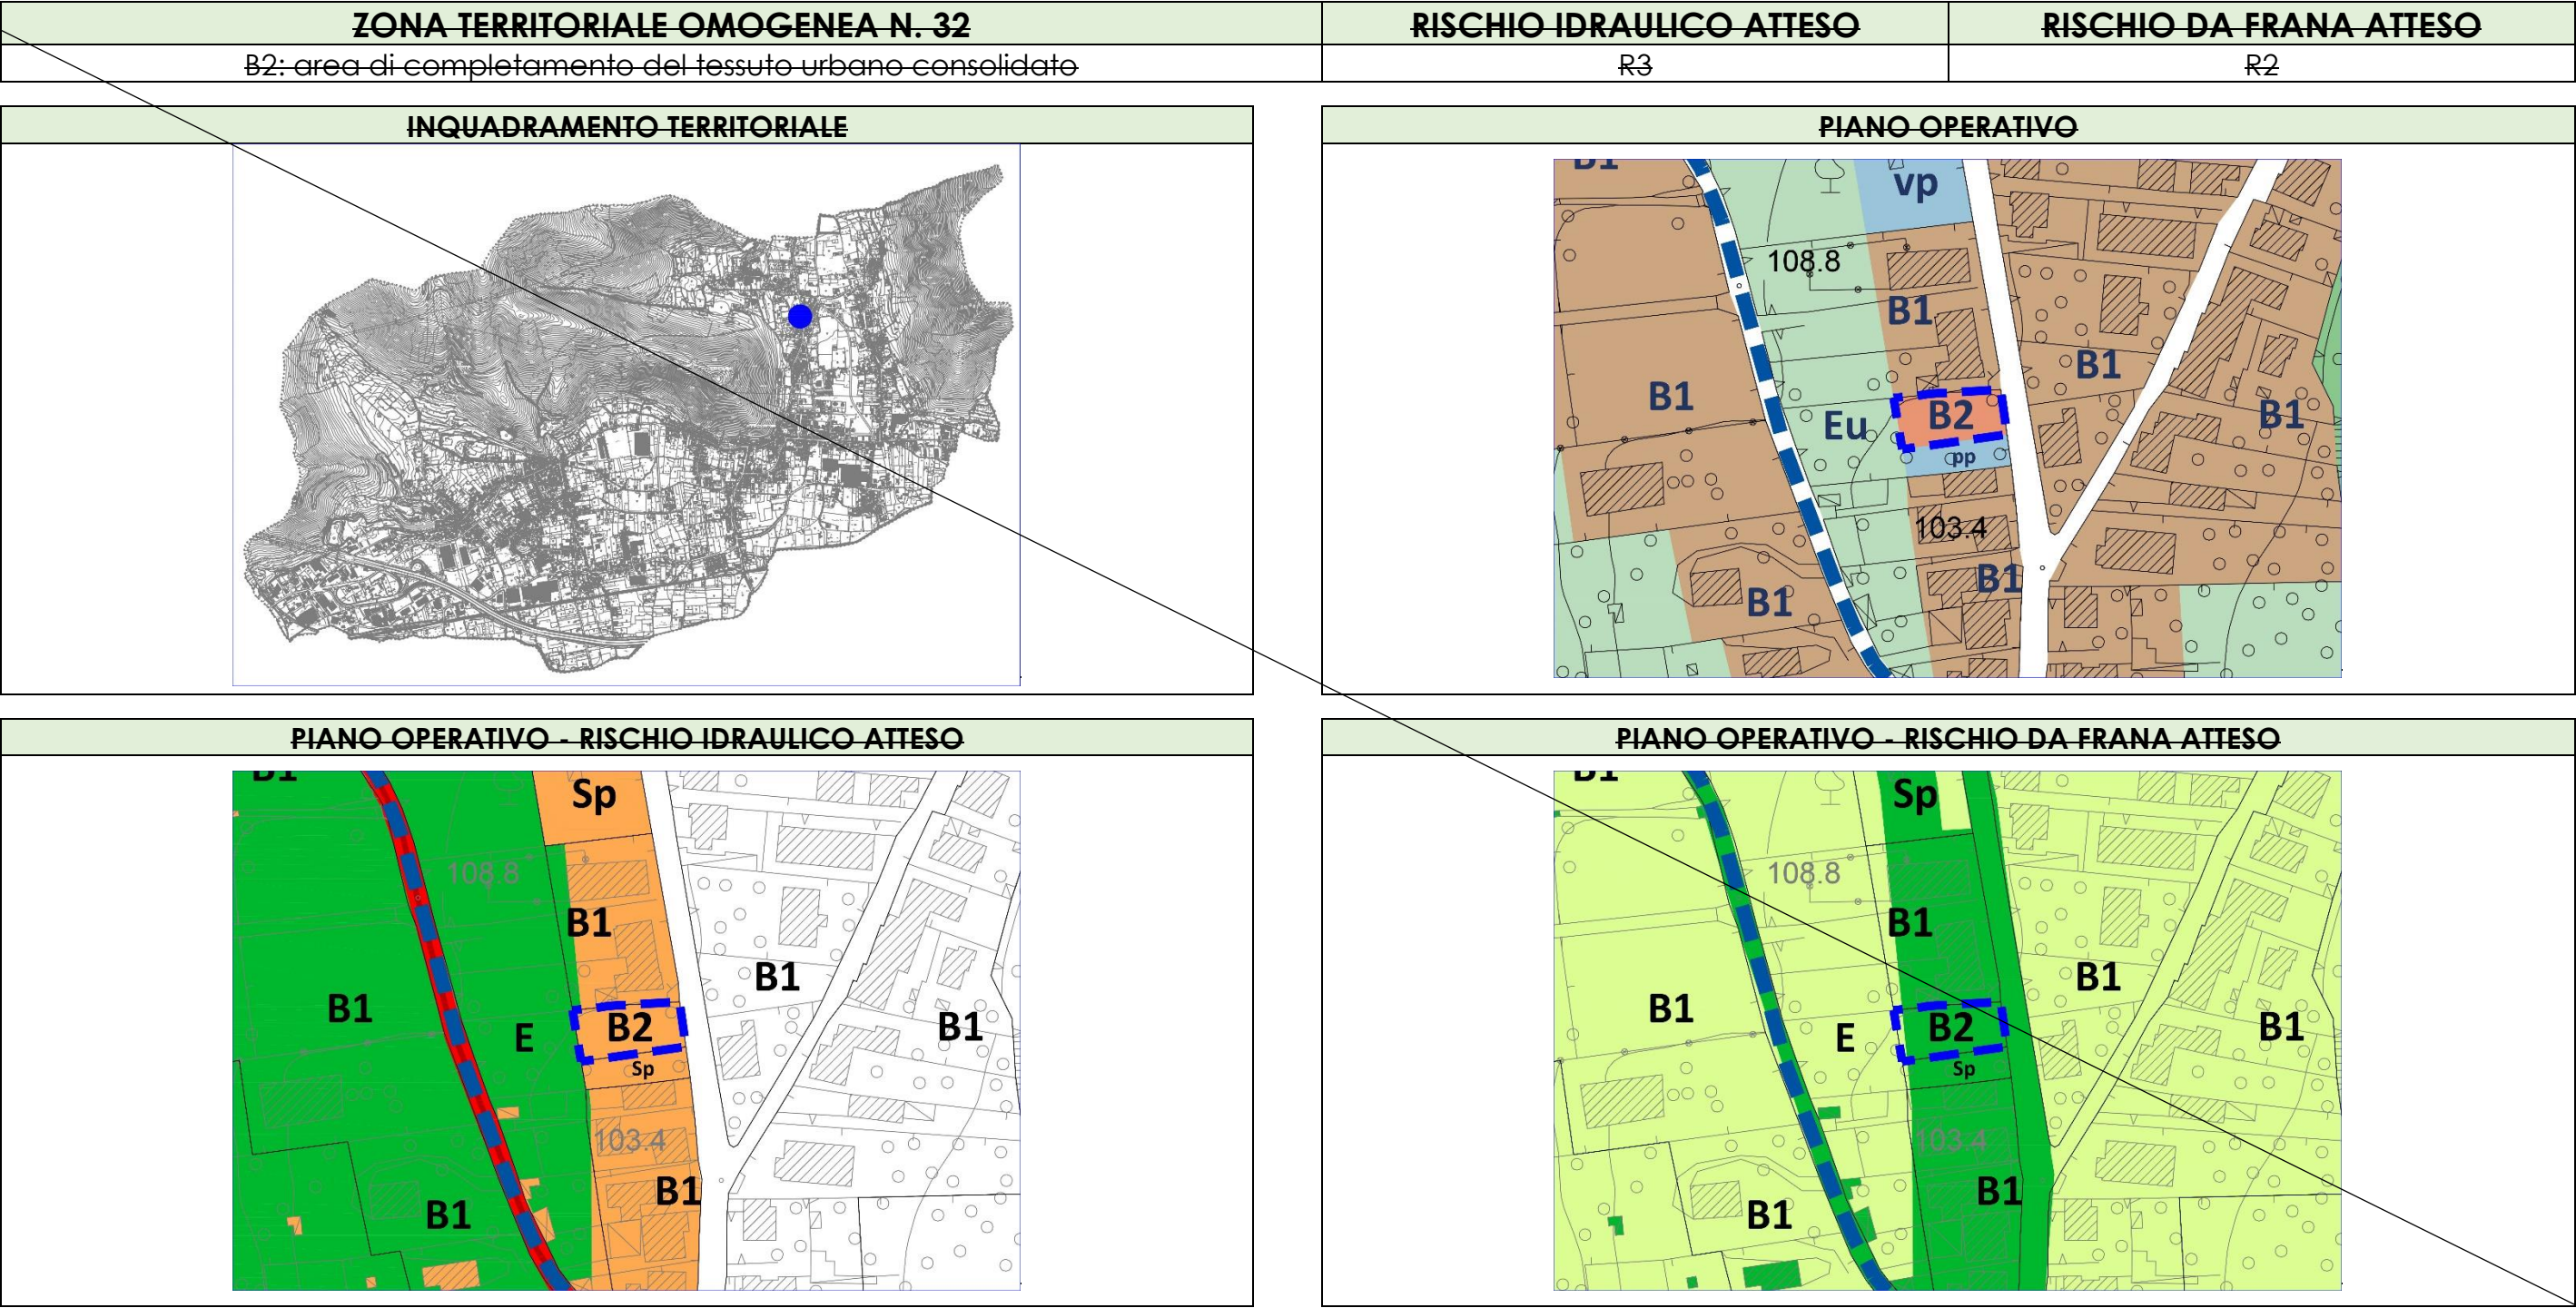 ZONA TERRITORIALE OMOGENEA N. 32
RISCHIO IDRAULICO ATTESO
RISCHIO DA FRANA ATTESO
B2: area di completamento del tessuto urbano consolidato
R3
R2
INQUADRAMENTO TERRITORIALE
PIANO OPERATIVO
B1
vp
108.8
B1
B1
B1
B2
B1
Eu
pp
103.4
B1
B1
PIANO OPERATIVO - RISCHIO IDRAULICO ATTESO
B1
Sp
108.8
B1
B1
B1
B2
B1
E
Sp
103.4
B1
B1
PIANO OPERATIVO - RISCHIO DA FRANA ATTESO
B1
Sp
108.8
B1
B1
B1
B2
B1
E
Sp
103.4
B1
B1